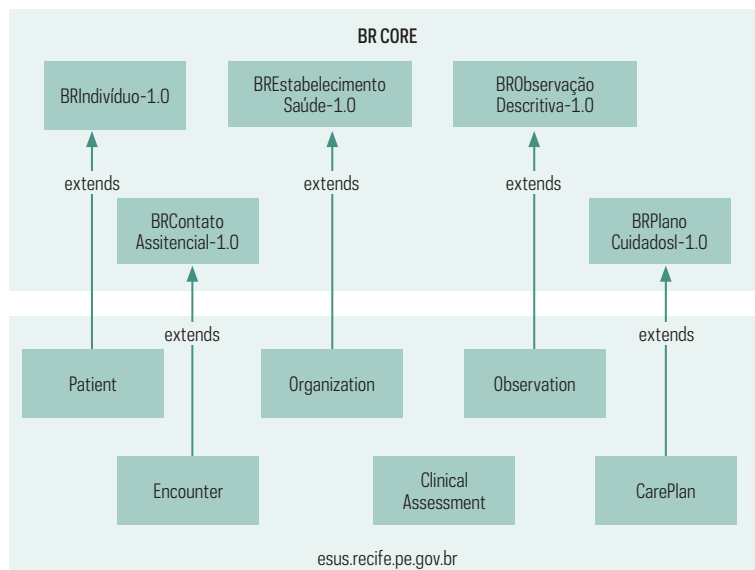 BR CORE
BRIndivíduo-1.0
BREstabelecimento
Saúde-1.0
BRObservação
Descritiva-1.0
extends
extends
extends
BRContato
Assitencial-1.0
BRPlano
CuidadosI-1.0
extends
extends
Patient
Organization
Observation
Encounter
Clinical
Assessment
CarePlan
esus.recife.pe.gov.br